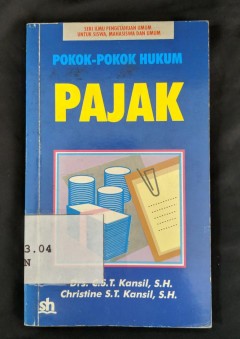 SERI ILMU PENGETAHUAN UMUM
UNTUK SISWA, MAHASISWA DAN UMUM
POKOK-POKOK HUKUM
PAJAK
3.04
N
Drs. C.S.T. Kansil, S.H.
Christine S.T. Kansil, S.H.
sh